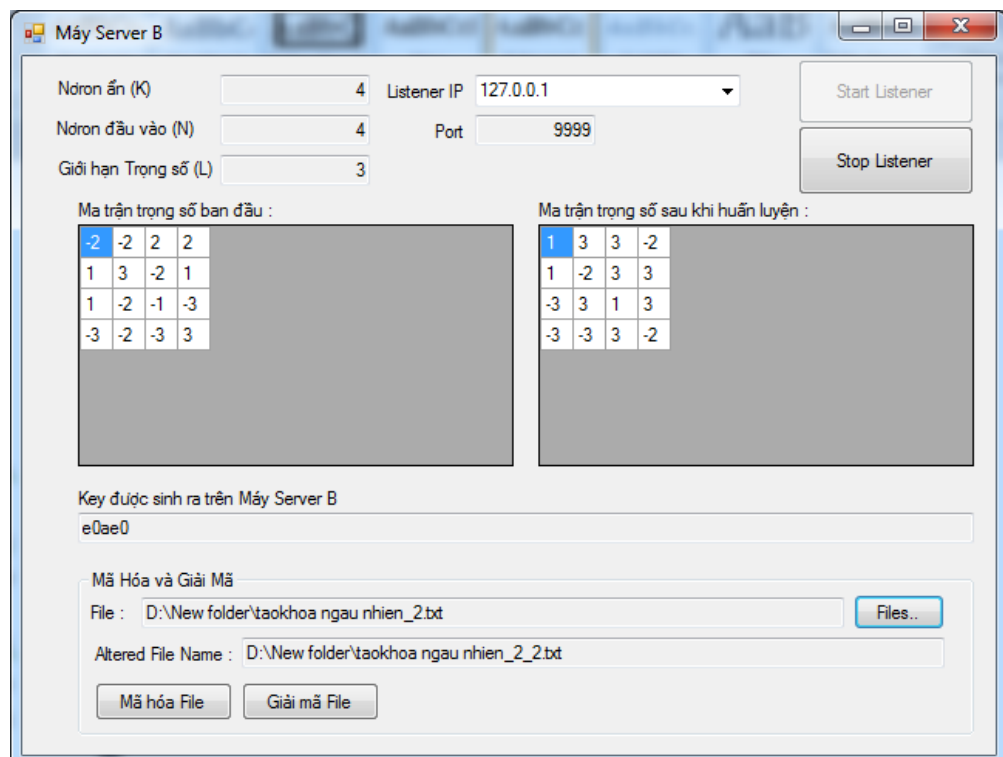 Máy Server B
Nơron ẩn (K) 4 Listener IP 127.0.0.1 Start Listener
Nơron đầu vào (N) 4 Port 9999
Giới hạn Trọng số (L) 3 Stop Listener
Ma trận trọng số ban đầu : Ma trận trọng số sau khi huấn luyện :
-2 -2 2 2 1 3 3 -2
1 3 -2 1 1 -2 3 3
1 -2 -1 -3 -3 3 1 3
-3 -2 -3 3 -3 -3 3 -2
Key được sinh ra trên Máy Server B
e0ae0
Mã Hóa và Giải Mã
File : D:\New folder\taokhoa ngau nhien_2.txt Files..
Altered File Name : D:\New folder\taokhoa ngau nhien_2_2.txt
Mã hóa File Giải mã File